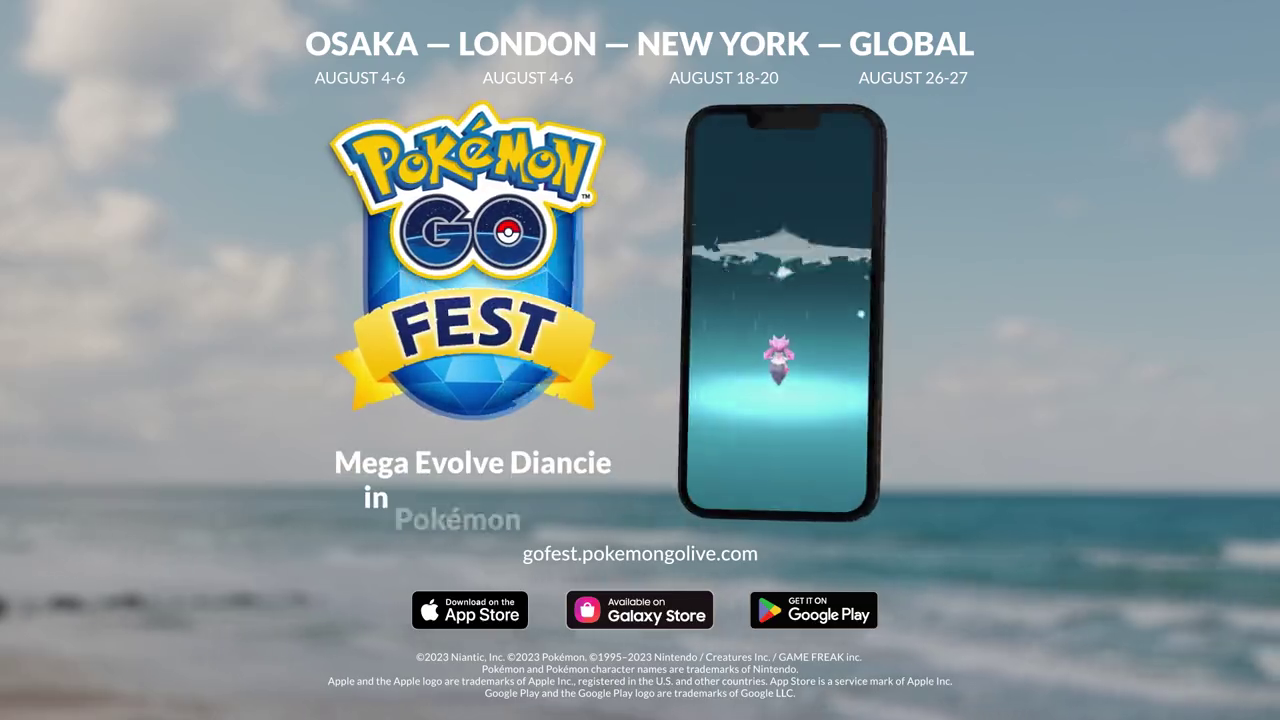 OSAKA — LONDON — NEW YORK — GLOBAL
AUGUST 4-6 AUGUST 4-6 AUGUST 18-20 AUGUST 26-27
POKéMON
™
GO
FEST
Mega Evolve Diancie
in
Pokémon
gofest.pokemongolive.com
Download on the
App Store
Available on
Galaxy Store
GET IT ON
Google Play
©2023 Niantic, Inc. ©2023 Pokémon. ©1995–2023 Nintendo / Creatures Inc. / GAME FREAK inc.
Pokémon and Pokémon character names are trademarks of Nintendo.
Apple and the Apple logo are trademarks of Apple Inc., registered in the U.S. and other countries. App Store is a service mark of Apple Inc.
Google Play and the Google Play logo are trademarks of Google LLC.